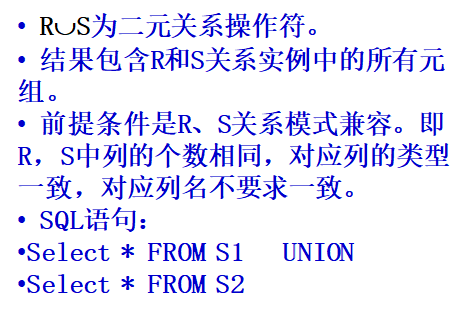 • R∪S为二元关系操作符。
• 结果包含R和S关系实例中的所有元
组。
• 前提条件是R、S关系模式兼容。即
R，S中列的个数相同，对应列的类型
一致，对应列名不要求一致。
• SQL语句：
•Select * FROM S1 UNION
•Select * FROM S2